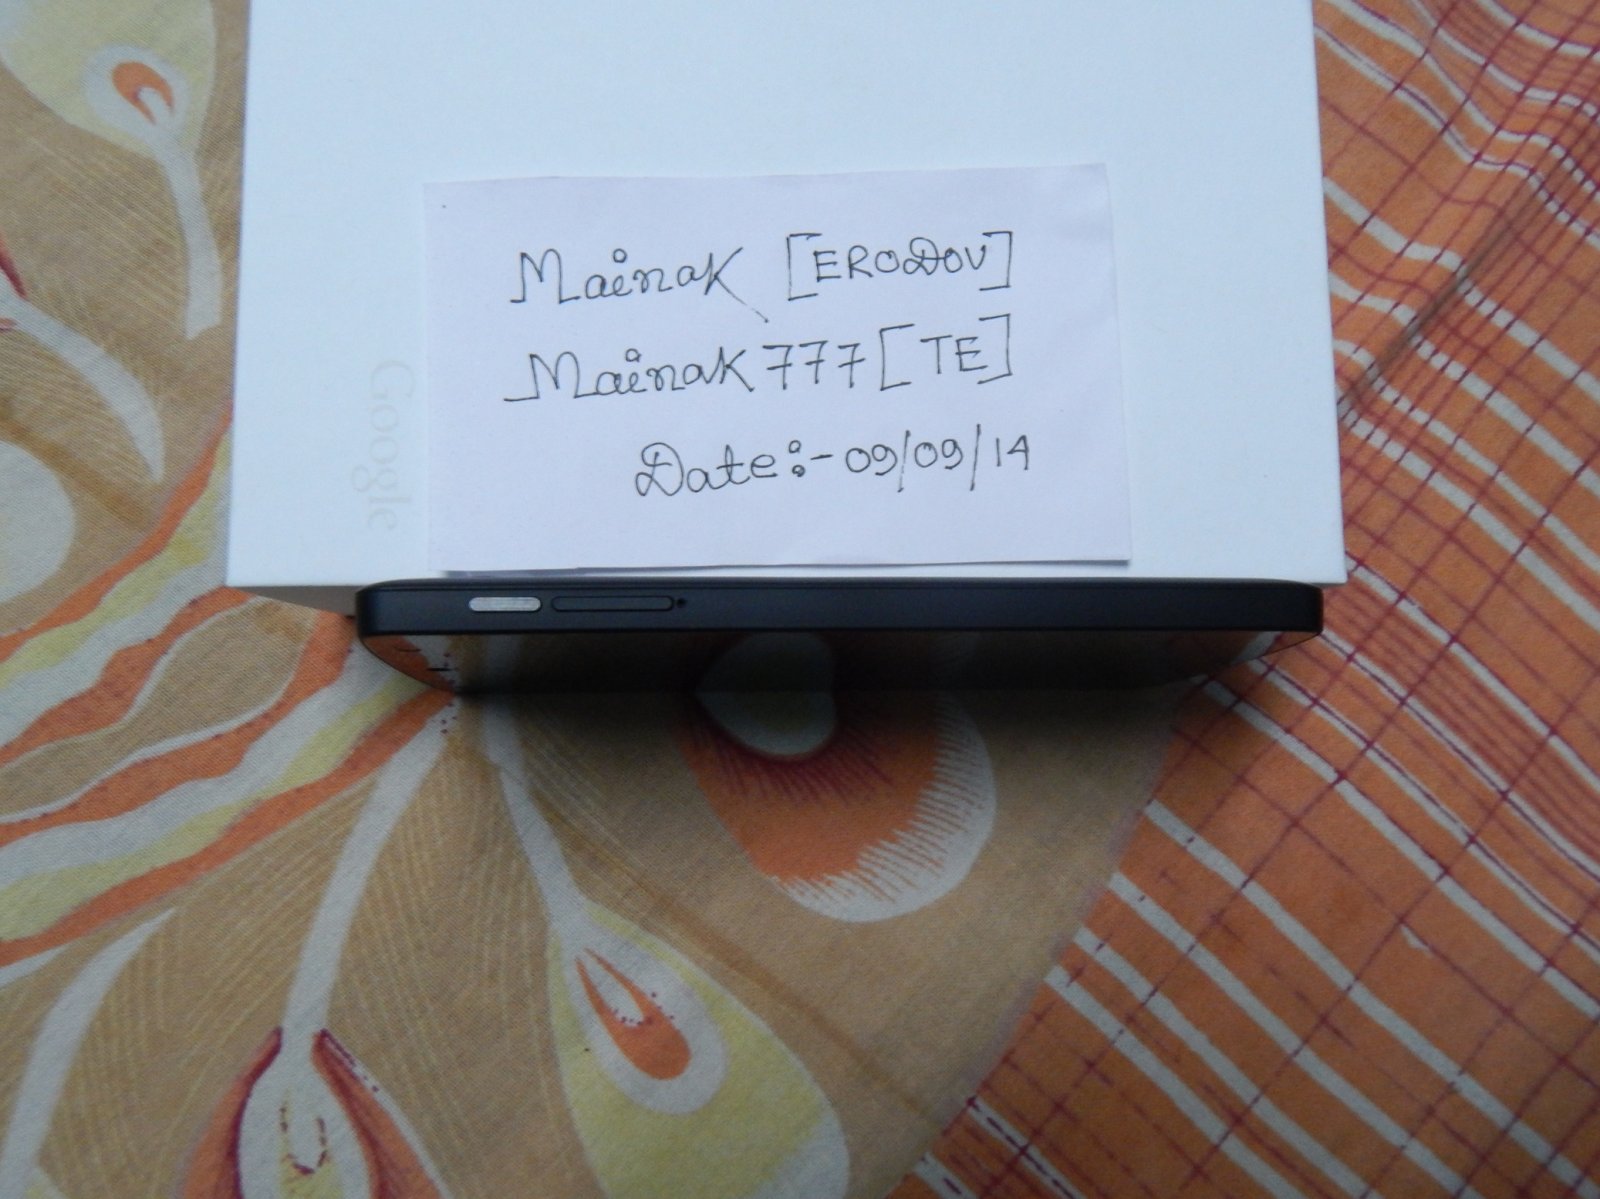 Mainak [ERODOV]
Mainak777 [TE]
Date:- 09/09/14
Google